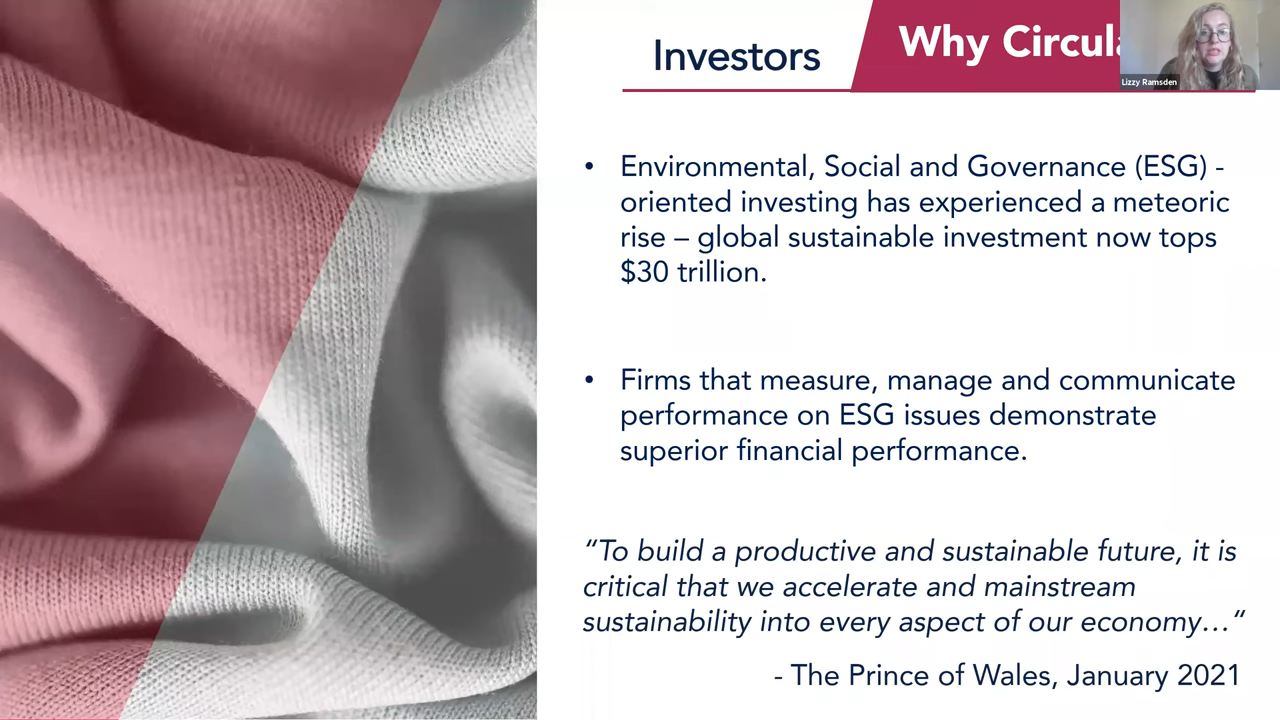 Investors
Why Circul
Lizzy Ramsden
• Environmental, Social and Governance (ESG) -
oriented investing has experienced a meteoric
rise – global sustainable investment now tops
$30 trillion.
• Firms that measure, manage and communicate
performance on ESG issues demonstrate
superior financial performance.
“To build a productive and sustainable future, it is
critical that we accelerate and mainstream
sustainability into every aspect of our economy…“
- The Prince of Wales, January 2021